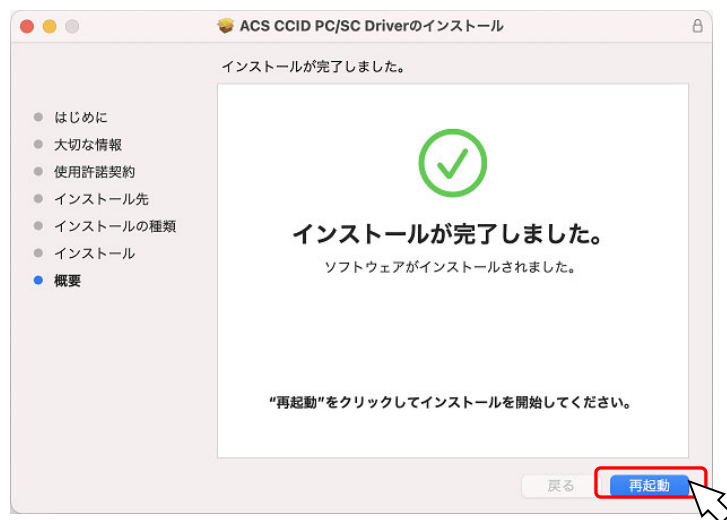 ACS CCID PC/SC Driverのインストール
インストールが完了しました。
はじめに
大切な情報
使用許諾契約
インストール先
インストールの種類
インストール
概要
インストールが完了しました。
ソフトウェアがインストールされました。
“再起動”をクリックしてインストールを開始してください。
戻る
再起動